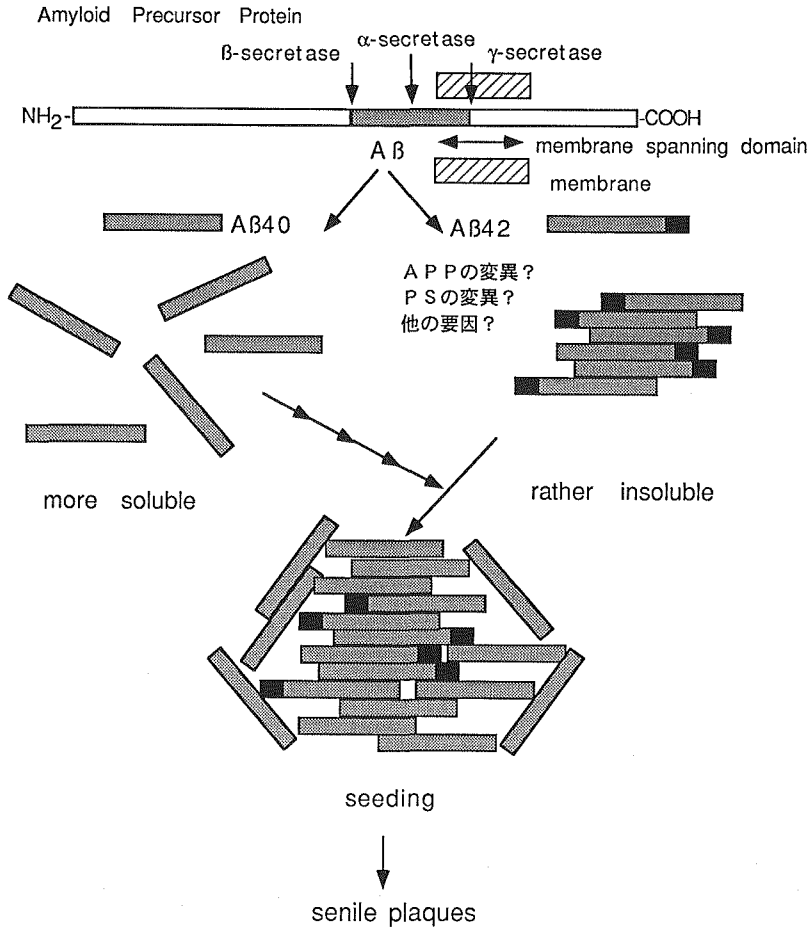 Amyloid Precursor Protein
α-secretase
ß-secretase
γ-secretase
NH2-
-COOH
membrane spanning domain
Aß
membrane
Aß40
Aß42
ＡＰＰの変異？
ＰＳの変異？
他の要因？
more soluble
rather insoluble
seeding
senile plaques